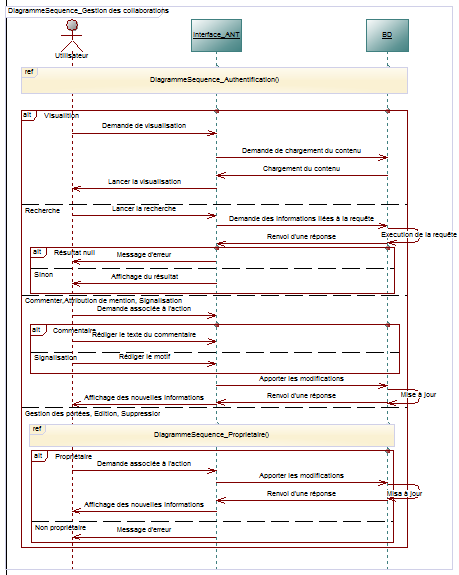 DiagrammeSequence_Gestion des collaborations
Utilisateur
Interface_ANT
BD
ref
DiagrammeSequence_Authentification()
alt
Visualition
Demande de visualisation
Demande de chargement du contenu
Chargement du contenu
Lancer la visualisation
Recherche
Lancer la recherche
Demande des informations liées à la requête
Execution de la requête
Renvoi d'une réponse
alt
Résultat null
Message d'erreur
Sinon
Affichage du résultat
Commenter,Attribution de mention, Signalisation
Demande associée à l'action
alt
Commentaire
Rédiger le texte du commentaire
Signalisation
Rédiger le motif
Apporter les modifications
Mise à jour
Renvoi d'une réponse
Affichage des nouvelles informations
Gestion des portées, Edition, Suppression
ref
DiagrammeSequence_Proprietaire()
alt
Propriétaire
Demande associée à l'action
Apporter les modifications
Mise à jour
Renvoi d'une réponse
Affichage des nouvelles informations
Non propriétaire
Message d'erreur